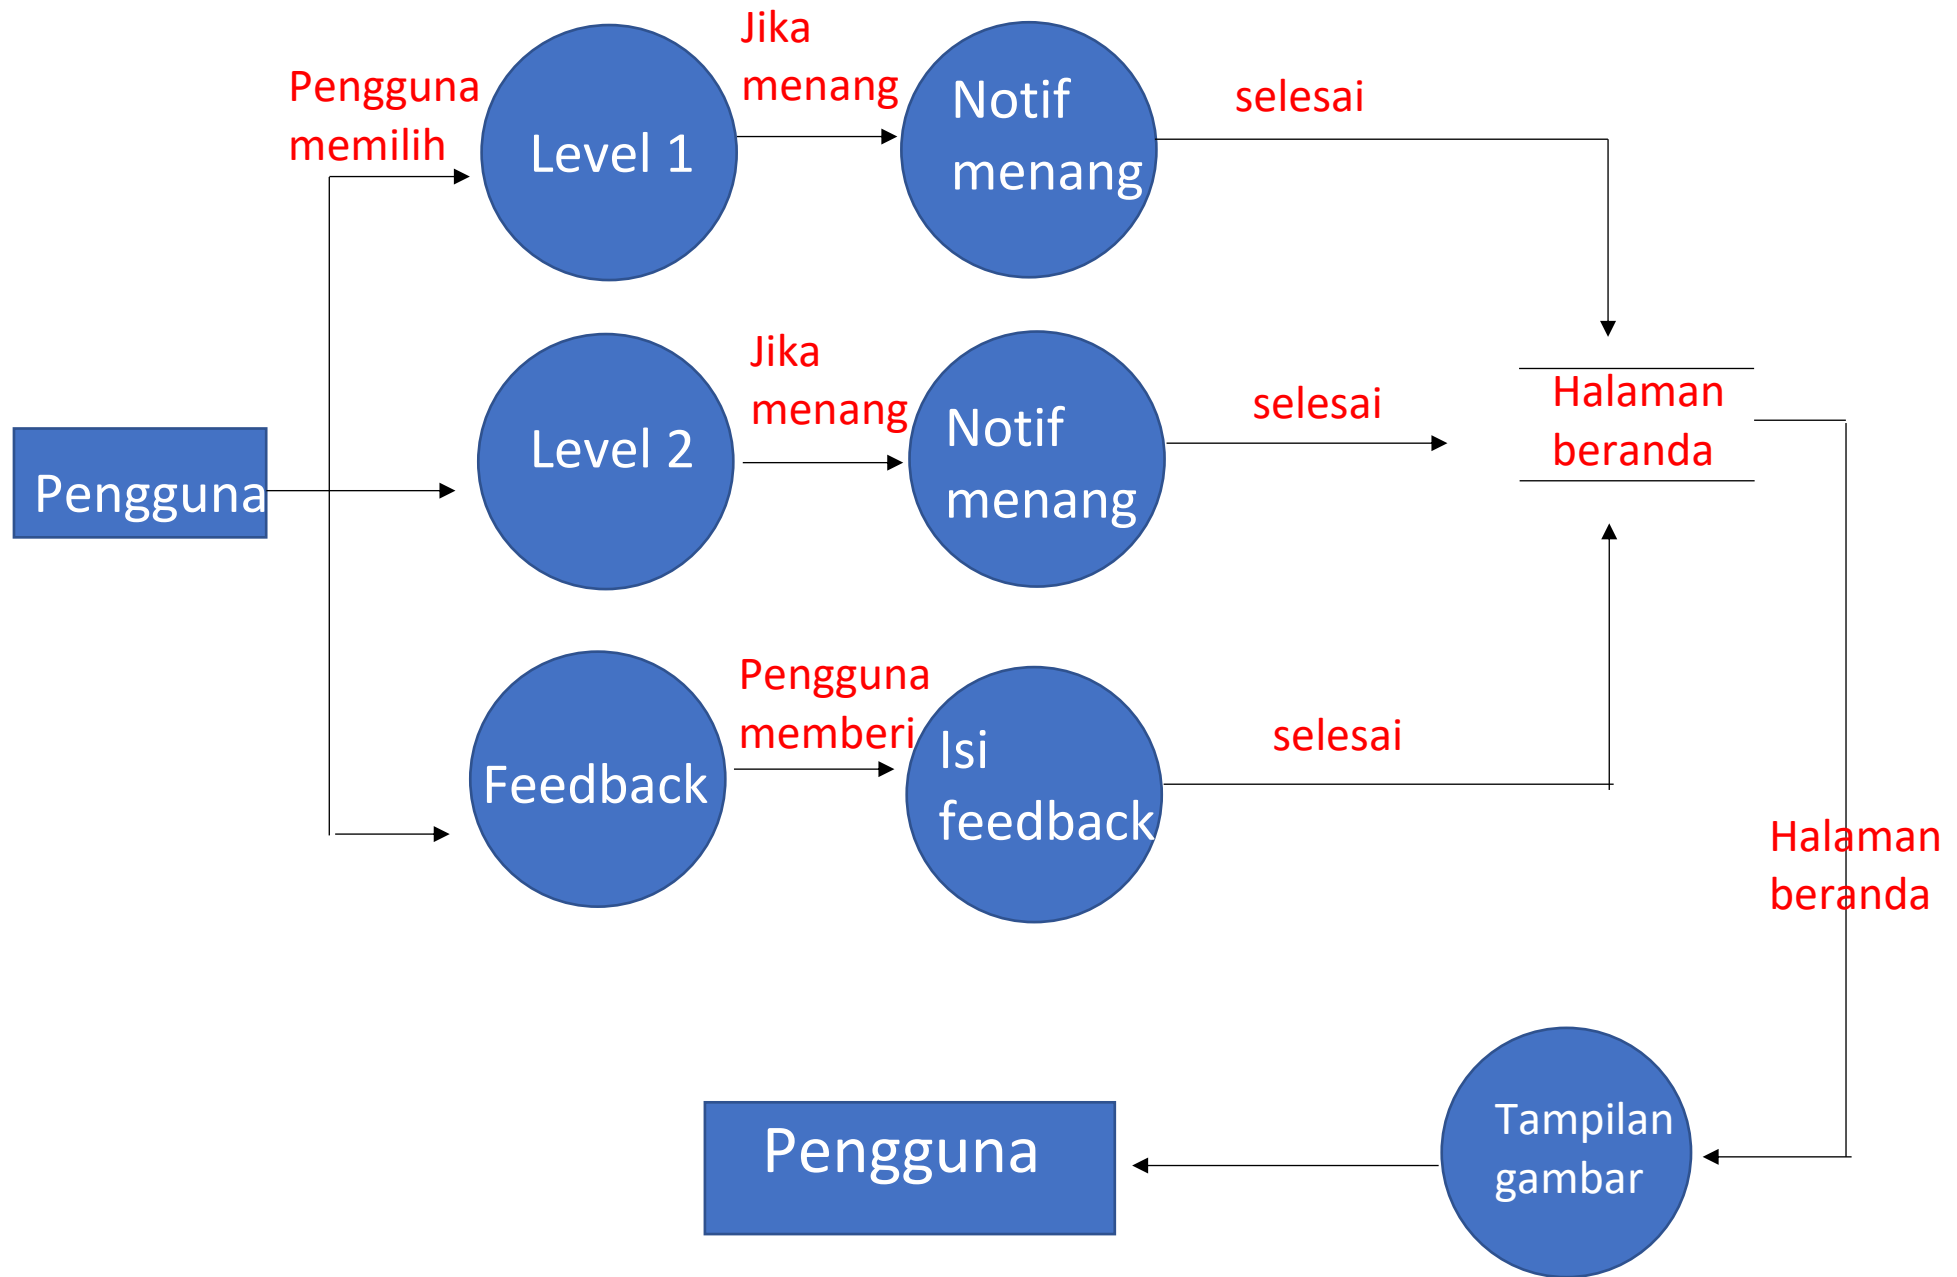 Pengguna
memilih
Level 1
Jika
menang
Notif
menang
selesai
Pengguna
Level 2
Jika
menang
Notif
menang
selesai
Halaman
beranda
Feedback
Pengguna
memberi
Isi
feedback
selesai
Halaman
beranda
Tampilan
gambar
Pengguna